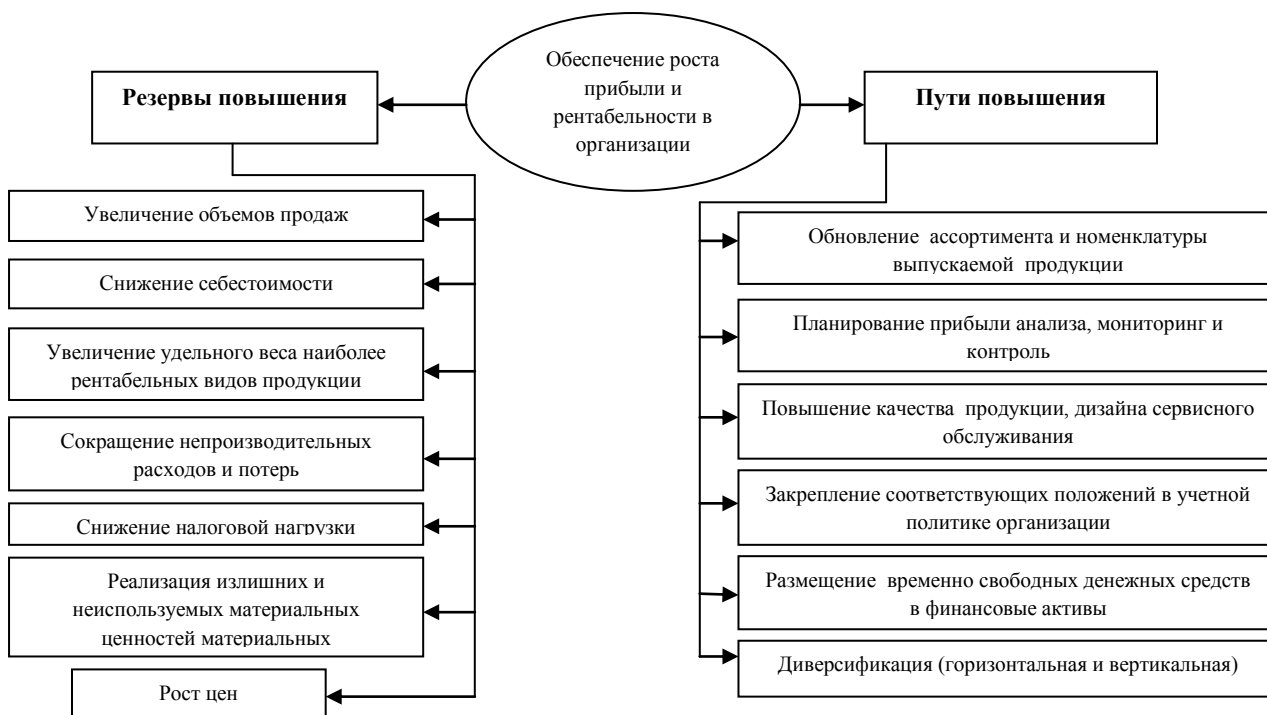 Обеспечение роста
прибыли и
рентабельности в
организации
Резервы повышения
Пути повышения
Увеличение объемов продаж
Снижение себестоимости
Увеличение удельного веса наиболее
рентабельных видов продукции
Сокращение непроизводительных
расходов и потерь
Снижение налоговой нагрузки
Реализация излишних и
неиспользуемых материальных
ценностей материальных
Рост цен
Обновление ассортимента и номенклатуры
выпускаемой продукции
Планирование прибыли анализа, мониторинг и
контроль
Повышение качества продукции, дизайна сервисного
обслуживания
Закрепление соответствующих положений в учетной
политике организации
Размещение временно свободных денежных средств
в финансовые активы
Диверсификация (горизонтальная и вертикальная)